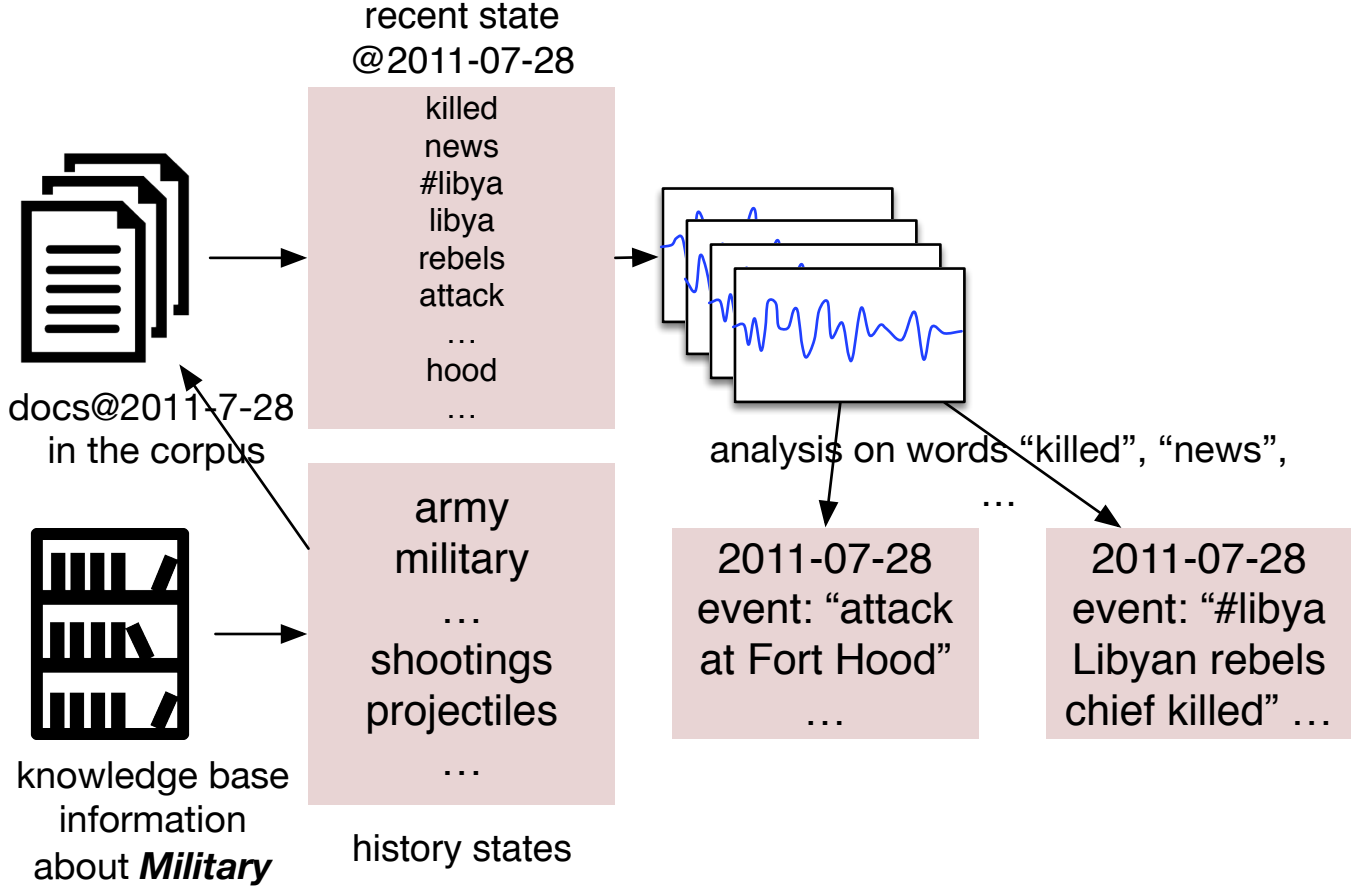 recent state
@2011-07-28
killed
news
#libya
libya
rebels
attack
…
hood
…
docs@2011-7-28
in the corpus
army
military
…
shootings
projectiles
…
history states
knowledge base
information
about Military
analysis on words “killed”, “news”,
…
2011-07-28
event: “attack
at Fort Hood”
…
2011-07-28
event: “#libya
Libyan rebels
chief killed” …